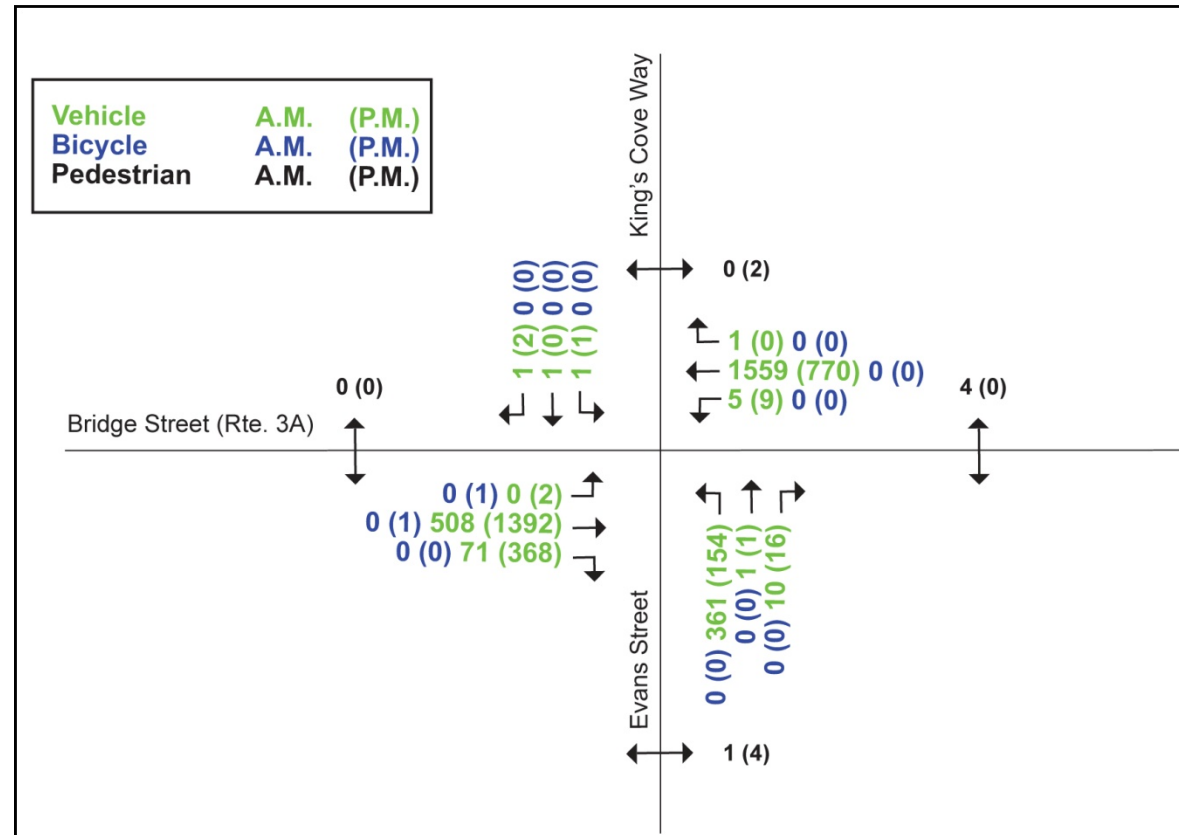 Vehicle A.M. (P.M.)
Bicycle A.M. (P.M.)
Pedestrian A.M. (P.M.)
King's Cove Way
0 (2)
1 (2) 0 (0)
1 (0) 0 (0)
1 (1) 0 (0)
1 (0) 0 (0)
1559 (770) 0 (0)
5 (9) 0 (0)
0 (0)
4 (0)
Bridge Street (Rte. 3A)
0 (1) 0 (2)
0 (1) 508 (1392)
0 (0) 71 (368)
0 (0) 361 (154)
0 (0) 1 (1)
0 (0) 10 (16)
Evans Street
1 (4)